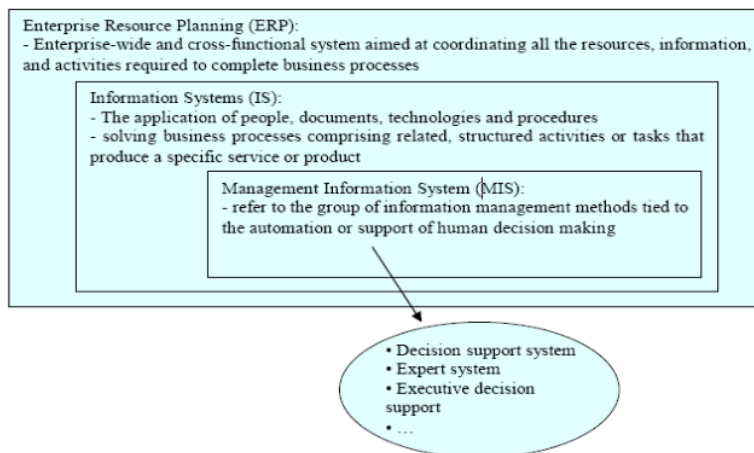 Enterprise Resource Planning (ERP):
- Enterprise-wide and cross-functional system aimed at coordinating all the resources, information,
and activities required to complete business processes
Information Systems (IS):
- The application of people, documents, technologies and procedures
- solving business processes comprising related, structured activities or tasks that
produce a specific service or product
Management Information System (MIS):
- refer to the group of information management methods tied to
the automation or support of human decision making
• Decision support system
• Expert system
• Executive decision
support
• …